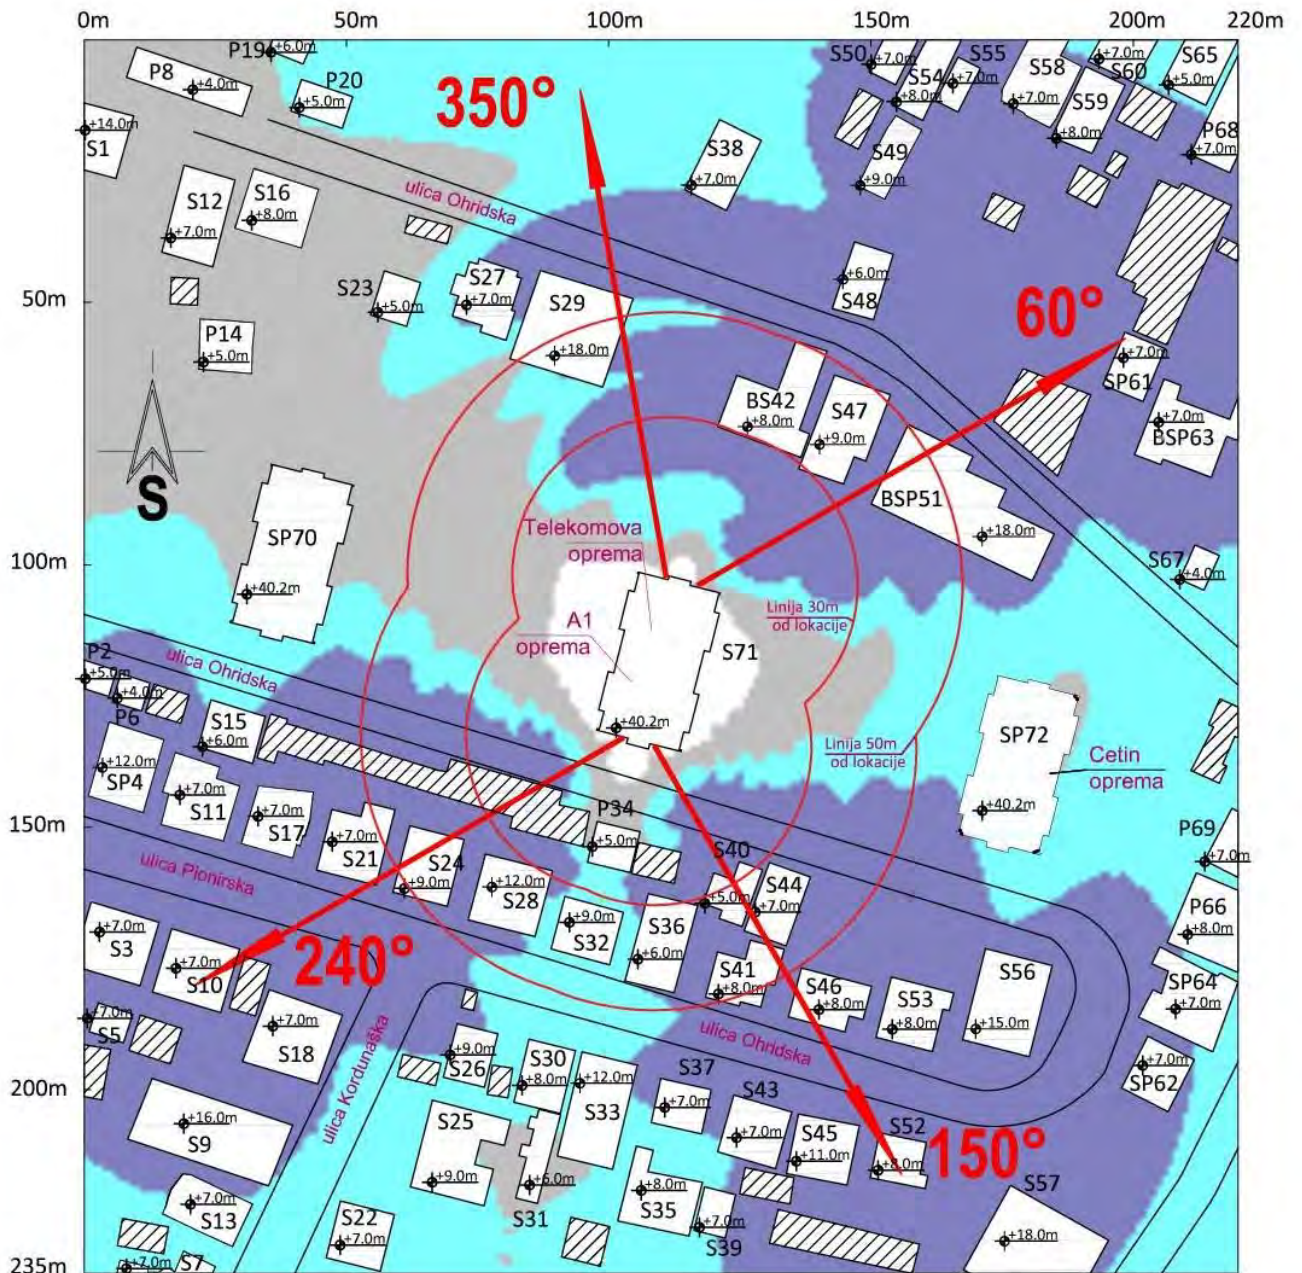 0m 50m 100m 150m 200m 220m
P19 +6.0m
S50 +7.0m
S55
+7.0m
S65
P8
+4.0m
P20
+5.0m
350°
S54
+8.0m
+7.0m
S58
+7.0m
S60
+5.0m
S59
+8.0m
+14.0m
S1
S38
+7.0m
S49
+9.0m
P68
+7.0m
S12
+7.0m
S16
+8.0m
ulica Ohridska
S23
+5.0m
S27
+7.0m
S29
+18.0m
+6.0m
S48
60°
50m
P14
+5.0m
+7.0m
SP61
BS42
+8.0m
S47
+9.0m
+7.0m
BSP63
S
BSP51
+18.0m
SP70
+40.2m
Telekomova
oprema
100m
S67
+4.0m
A1
oprema
Linija 30m
od lokacije
S71
+40.2m
P2
+5.0m
ulica Ohridska
+4.0m
P6
S15
+6.0m
Linija 50m
od lokacije
SP72
+40.2m
Cetin
oprema
+12.0m
SP4
+7.0m
S11
+7.0m
S17
+7.0m
S21
P34
+5.0m
150m
P69
+7.0m
ulica Pionirska
S24
+9.0m
+12.0m
S28
S40
+5.0m
S44
+7.0m
P66
+8.0m
+7.0m
S3
+9.0m
S32
S36
+6.0m
240°
+7.0m
S10
S41
+8.0m
S46
+8.0m
S53
+8.0m
S56
+15.0m
SP64
+7.0m
+7.0m
S5
+7.0m
S18
ulica Ohridska
ulica Kordunaška
+9.0m
S26
S30
+8.0m
+12.0m
S33
S37
+7.0m
S43
+7.0m
+7.0m
SP62
200m
+16.0m
S9
S25
+9.0m
S45
+11.0m
S52
+8.0m
150°
+7.0m
S13
+6.0m
S31
+8.0m
S35
+7.0m
S39
S57
+18.0m
S22
+7.0m
235m
+7.0m
S7